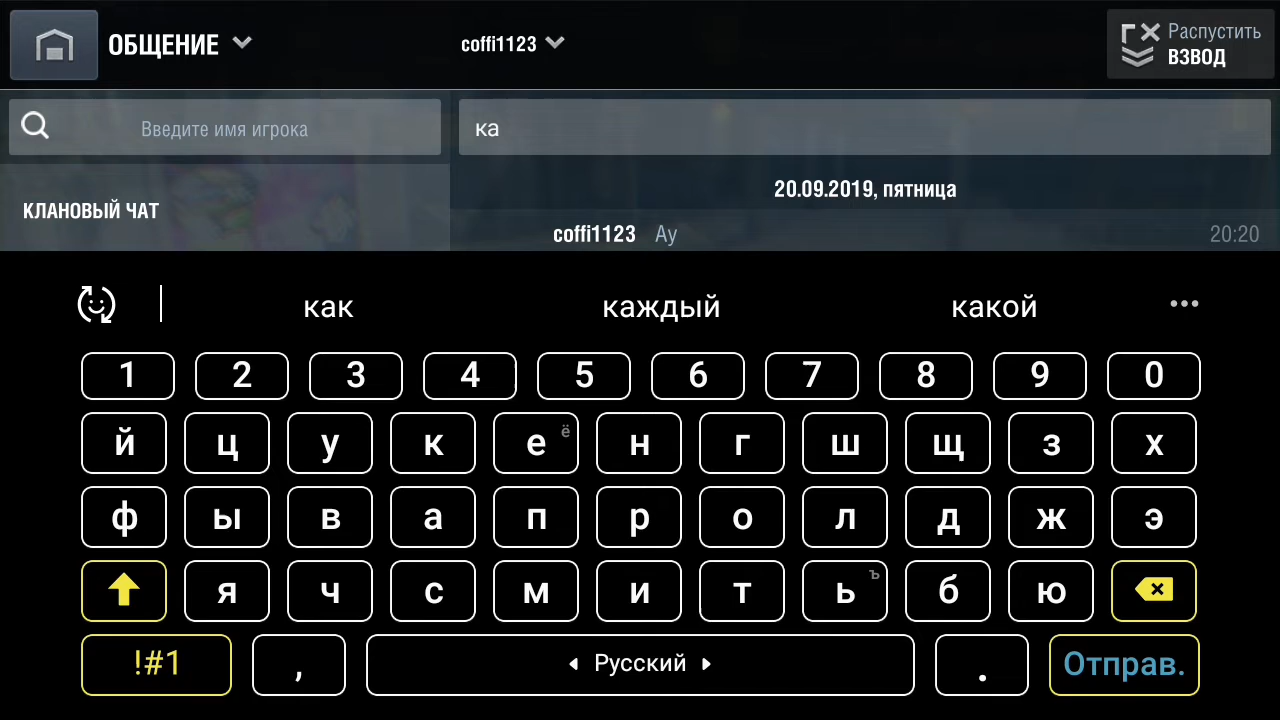 ОБЩЕНИЕ
coffi1123
Распустить
ВЗВОД
Введите имя игрока
ка
КЛАНОВЫЙ ЧАТ
20.09.2019, пятница
coffi1123 Ау 20:20
как каждый какой •••
1 2 3 4 5 6 7 8 9 0
й ц у к е ё н г ш щ з х
ф ы в а п р о л д ж э
я ч с м и т ь ъ б ю
!#1 , Русский . Отправ.